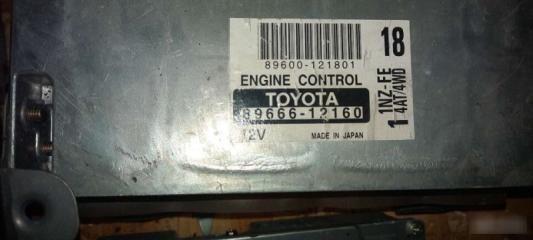 89600-121801
18
ENGINE CONTROL
TOYOTA
89666-12160
12V
MADE IN JAPAN
1
1NZ-FE
4AT/4WD